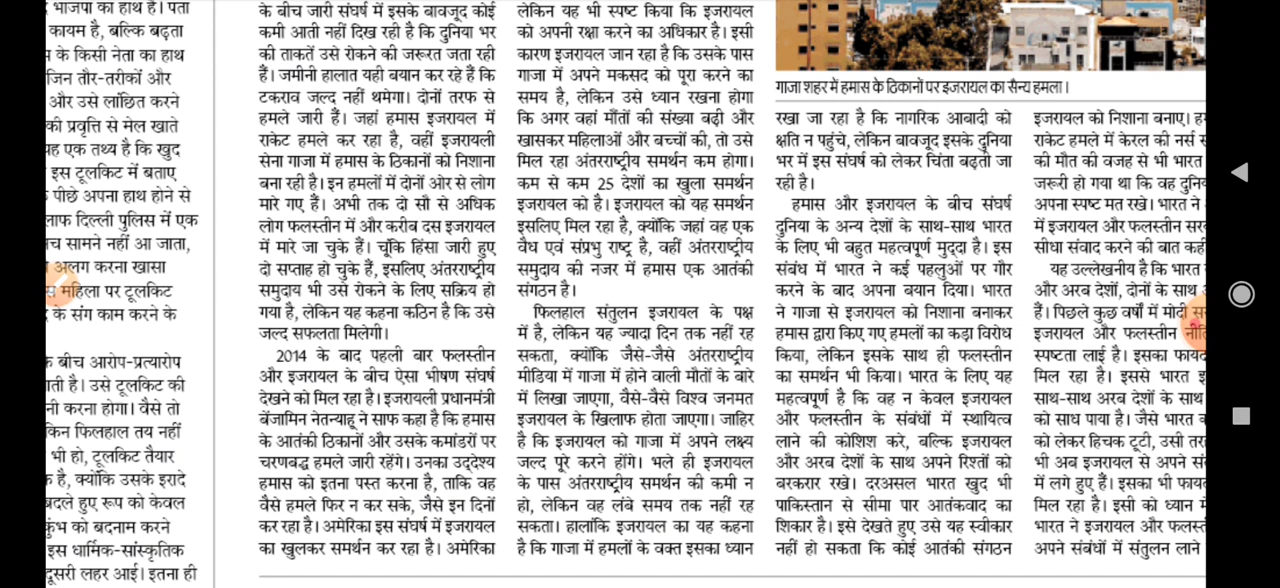 भाजपा का हाथ है। पता
कायम है, बल्कि बढ़ता
के किसी नेता का हाथ
जिन तौर-तरीकों और
और उसे लांछित करने
की प्रवृत्ति से मेल खाते
यह एक तथ्य है कि खुद
इस टूलकिट में बताए
पीछे अपना हाथ होने से
लाफ दिल्ली पुलिस में एक
सच सामने नहीं आ जाता,
अलग करना खासा
महिला पर टूलकिट
के संग काम करने के
के बीच आरोप-प्रत्यारोप
ाती है। उसे टूलकिट की
नी करना होगा। वैसे तो
किन फिलहाल तय नहीं
भी हो, टूलकिट तैयार
है, क्योंकि उसके इरादे
बदले हुए रूप को केवल
कुंभ को बदनाम करने
इस धार्मिक-सांस्कृतिक
दूसरी लहर आई। इतना ही
के बीच जारी संघर्ष में इसके बावजूद कोई
कमी आती नहीं दिख रही है कि दुनिया भर
की ताकतें उसे रोकने की जरूरत जता रही
हैं। जमीनी हालात यही बयान कर रहे हैं कि
टकराव जल्द नहीं थमेगा। दोनों तरफ से
हमले जारी हैं। जहां हमास इजरायल में
राकेट हमले कर रहा है, वहीं इजरायली
सेना गाजा में हमास के ठिकानों को निशाना
बना रही है। इन हमलों में दोनों ओर से लोग
मारे गए हैं। अभी तक दो सौ से अधिक
लोग फलस्तीन में और करीब दस इजरायल
में मारे जा चुके हैं। चूंकि हिंसा जारी हुए
दो सप्ताह हो चुके हैं, इसलिए अंतरराष्ट्रीय
समुदाय भी उसे रोकने के लिए सक्रिय हो
गया है, लेकिन यह कहना कठिन है कि उसे
जल्द सफलता मिलेगी।
2014 के बाद पहली बार फलस्तीन
और इजरायल के बीच ऐसा भीषण संघर्ष
देखने को मिल रहा है। इजरायली प्रधानमंत्री
बेंजामिन नेतन्याहू ने साफ कहा है कि हमास
के आतंकी ठिकानों और उसके कमांडरों पर
चरणबद्ध हमले जारी रहेंगे। उनका उद्देश्य
हमास को इतना पस्त करना है, ताकि वह
वैसे हमले फिर न कर सके, जैसे इन दिनों
कर रहा है। अमेरिका इस संघर्ष में इजरायल
का खुलकर समर्थन कर रहा है। अमेरिका
लेकिन यह भी स्पष्ट किया कि इजरायल
को अपनी रक्षा करने का अधिकार है। इसी
कारण इजरायल जान रहा है कि उसके पास
गाजा में अपने मकसद को पूरा करने का
समय है, लेकिन उसे ध्यान रखना होगा
कि अगर वहां मौतों की संख्या बढ़ी और
खासकर महिलाओं और बच्चों की, तो उसे
मिल रहा अंतरराष्ट्रीय समर्थन कम होगा।
कम से कम 25 देशों का खुला समर्थन
इजरायल को है। इजरायल को यह समर्थन
इसलिए मिल रहा है, क्योंकि जहां वह एक
वैध एवं संप्रभु राष्ट्र है, वहीं अंतरराष्ट्रीय
समुदाय की नजर में हमास एक आतंकी
संगठन है।
फिलहाल संतुलन इजरायल के पक्ष
में है, लेकिन यह ज्यादा दिन तक नहीं रह
सकता, क्योंकि जैसे-जैसे अंतरराष्ट्रीय
मीडिया में गाजा में होने वाली मौतों के बारे
में लिखा जाएगा, वैसे-वैसे विश्व जनमत
इजरायल के खिलाफ होता जाएगा। जाहिर
है कि इजरायल को गाजा में अपने लक्ष्य
जल्द पूरे करने होंगे। भले ही इजरायल
के पास अंतरराष्ट्रीय समर्थन की कमी न
हो, लेकिन वह लंबे समय तक नहीं रह
सकता। हालांकि इजरायल का यह कहना
है कि गाजा में हमलों के वक्त इसका ध्यान
गाजा शहर में हमास के ठिकानों पर इजरायल का सैन्य हमला।
रखा जा रहा है कि नागरिक आबादी को
क्षति न पहुंचे, लेकिन बावजूद इसके दुनिया
भर में इस संघर्ष को लेकर चिंता बढ़ती जा
रही है।
हमास और इजरायल के बीच संघर्ष
दुनिया के अन्य देशों के साथ-साथ भारत
के लिए भी बहुत महत्वपूर्ण मुद्दा है। इस
संबंध में भारत ने कई पहलुओं पर गौर
करने के बाद अपना बयान दिया। भारत
ने गाजा से इजरायल को निशाना बनाकर
हमास द्वारा किए गए हमलों का कड़ा विरोध
किया, लेकिन इसके साथ ही फलस्तीन
का समर्थन भी किया। भारत के लिए यह
महत्वपूर्ण है कि वह न केवल इजरायल
और फलस्तीन के संबंधों में स्थायित्व
लाने की कोशिश करे, बल्कि इजरायल
और अरब देशों के साथ अपने रिश्तों को
बरकरार रखे। दरअसल भारत खुद भी
पाकिस्तान से सीमा पार आतंकवाद का
शिकार है। इसे देखते हुए उसे यह स्वीकार
नहीं हो सकता कि कोई आतंकी संगठन
इजरायल को निशाना बनाए। ह
राकेट हमले में केरल की नर्स
की मौत की वजह से भी भारत
जरूरी हो गया था कि वह दुनि
अपना स्पष्ट मत रखे। भारत ने
में इजरायल और फलस्तीन सर
सीधा संवाद करने की बात कही
यह उल्लेखनीय है कि भारत
और अरब देशों, दोनों के साथ
हैं। पिछले कुछ वर्षों में मोदी
इजरायल और फलस्तीन नीति
स्पष्टता लाई है। इसका फायद
मिल रहा है। इससे भारत इ
साथ-साथ अरब देशों के साथ
को साध पाया है। जैसे भारत
को लेकर हिचक टूटी, उसी तर
भी अब इजरायल से अपने सं
में लगे हुए हैं। इसका भी फाय
मिल रहा है। इसी को ध्यान में
भारत ने इजरायल और फलस्त
अपने संबंधों में संतुलन लाने